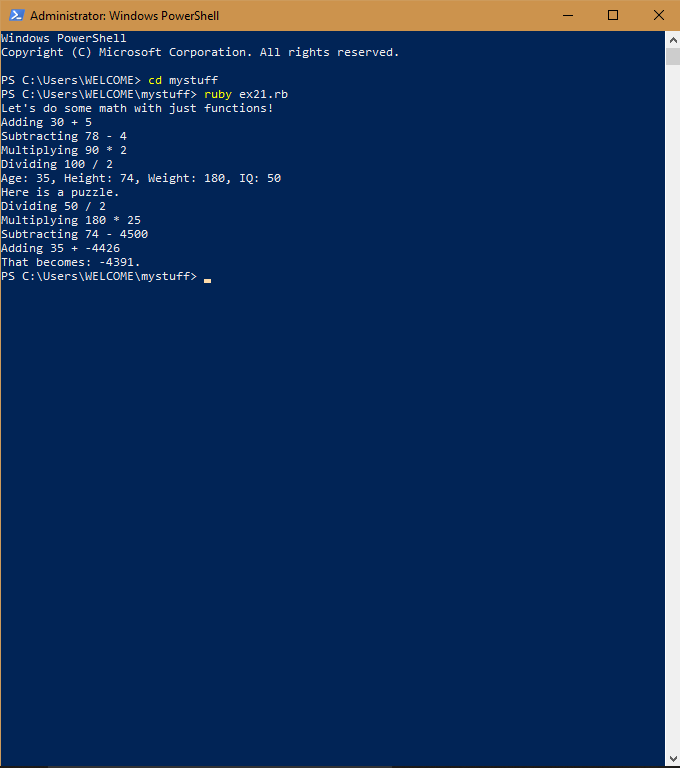 Administrator: Windows PowerShell
Windows PowerShell
Copyright (C) Microsoft Corporation. All rights reserved.
PS C:\Users\WELCOME> cd mystuff
PS C:\Users\WELCOME\mystuff> ruby ex21.rb
Let's do some math with just functions!
Adding 30 + 5
Subtracting 78 - 4
Multiplying 90 * 2
Dividing 100 / 2
Age: 35, Height: 74, Weight: 180, IQ: 50
Here is a puzzle.
Dividing 50 / 2
Multiplying 180 * 25
Subtracting 74 - 4500
Adding 35 + -4426
That becomes: -4391.
PS C:\Users\WELCOME\mystuff>